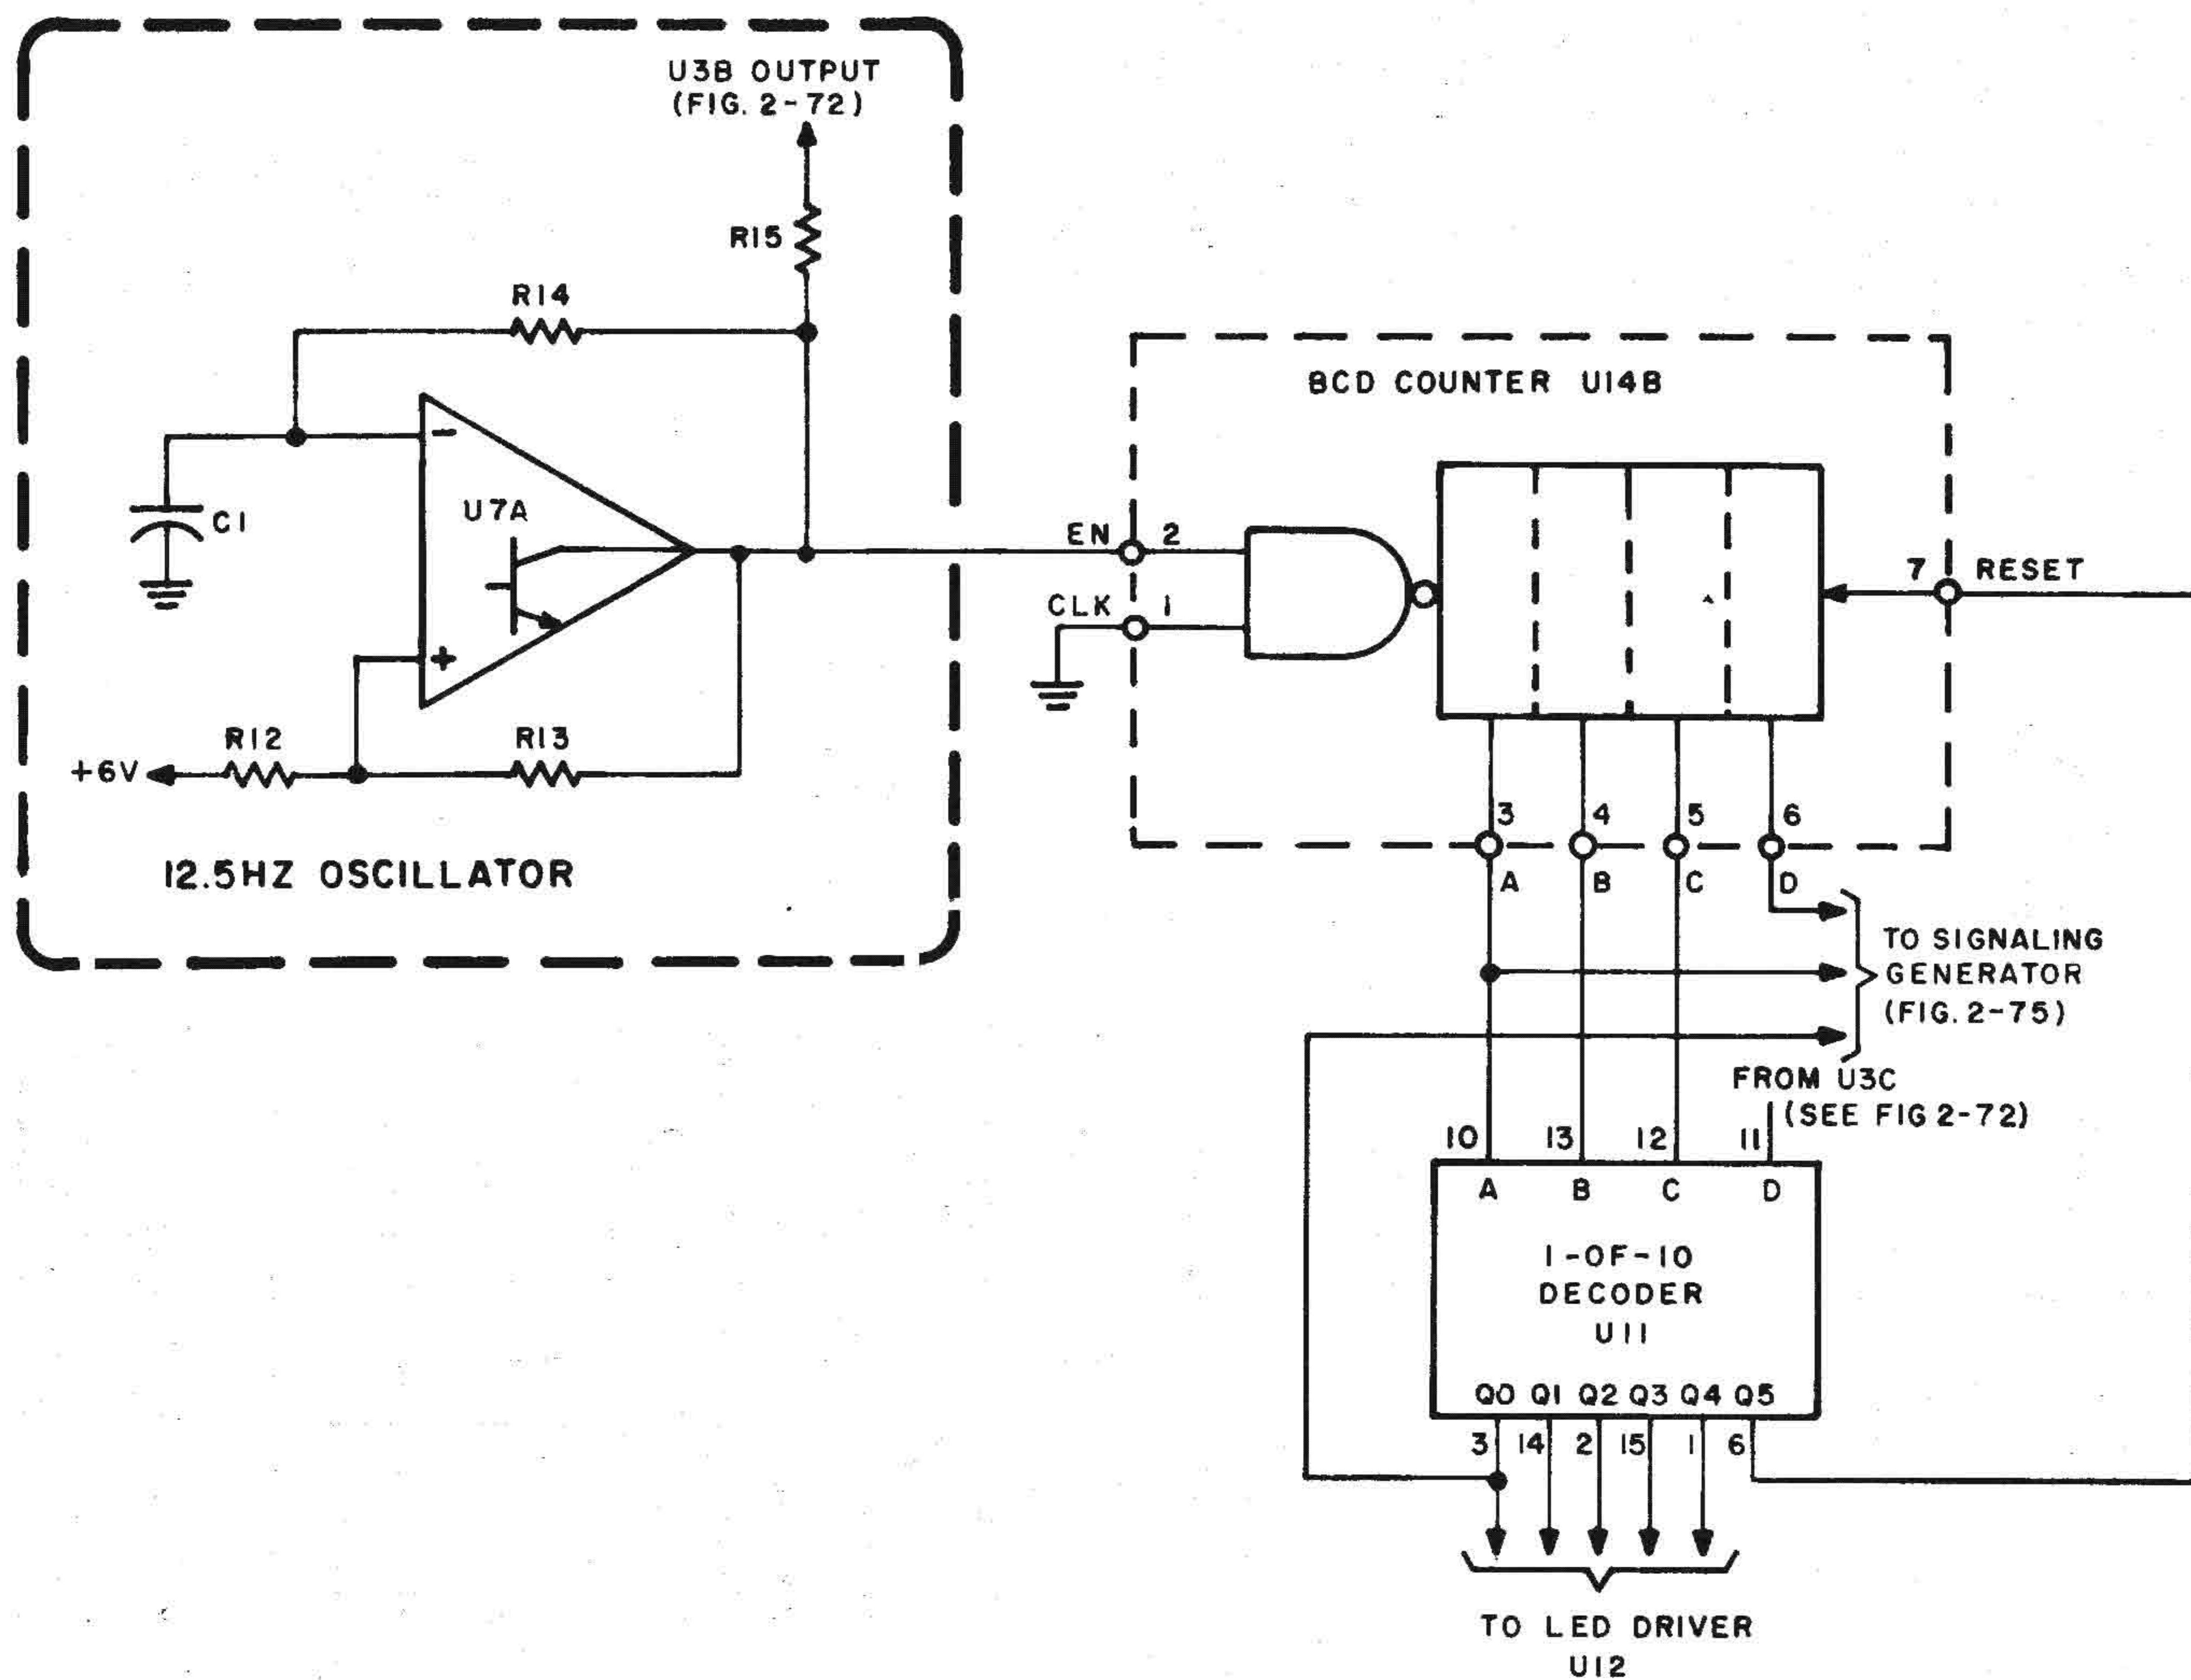 U3B OUTPUT
(FIG. 2-72)
R15
R14
-
U7A
C1
+
R12
R13
+6V
12.5HZ OSCILLATOR
BCD COUNTER U14B
EN 2
CLK 1
7 RESET
3 4 5 6
A B C D
TO SIGNALING
GENERATOR
(FIG. 2-75)
FROM U3C
(SEE FIG 2-72)
10 13 12 11
A B C D
1-OF-10
DECODER
U11
Q0 Q1 Q2 Q3 Q4 Q5
3 14 2 15 1 6
TO LED DRIVER
U12